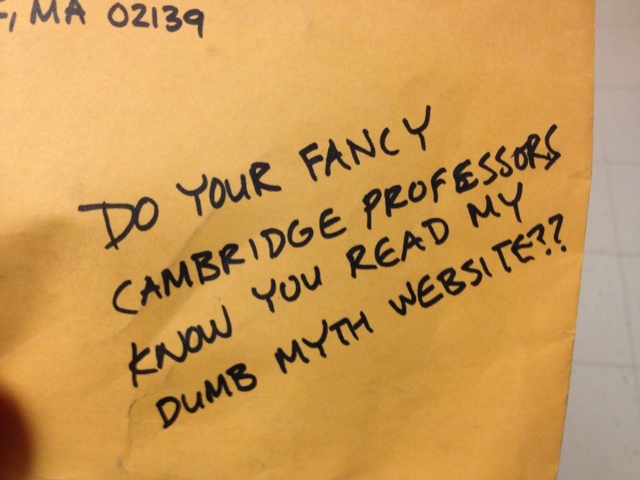 , MA 02139
DO YOUR FANCY
CAMBRIDGE PROFESSORS
KNOW YOU READ MY
DUMB MYTH WEBSITE??